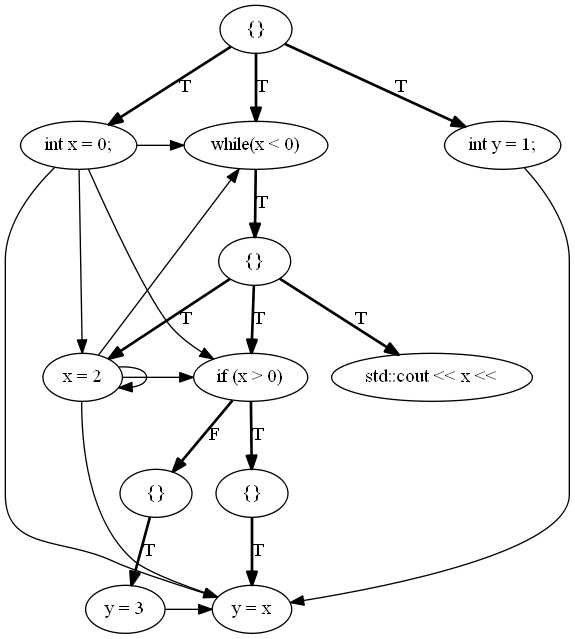 {}
T
T
T
int x = 0;
while(x < 0)
int y = 1;
T
{}
T
T
T
x = 2
if (x > 0)
std::cout << x <<
F
T
{}
{}
T
T
y = 3
y = x